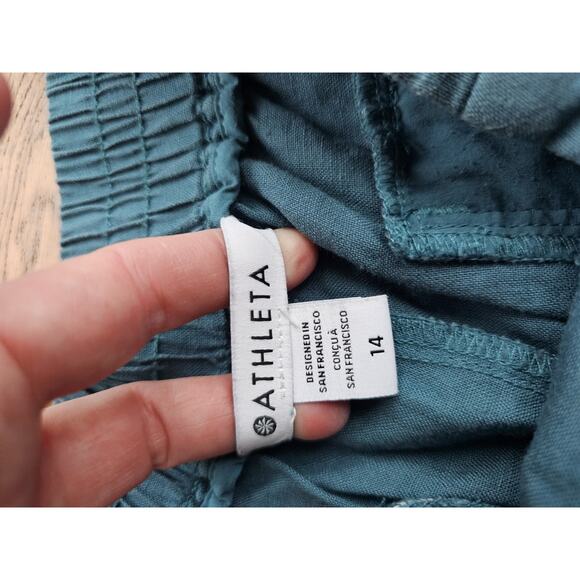 ATHLETA
DESIGNED IN
SAN FRANCISCO
CONÇU À
SAN FRANCISCO
14